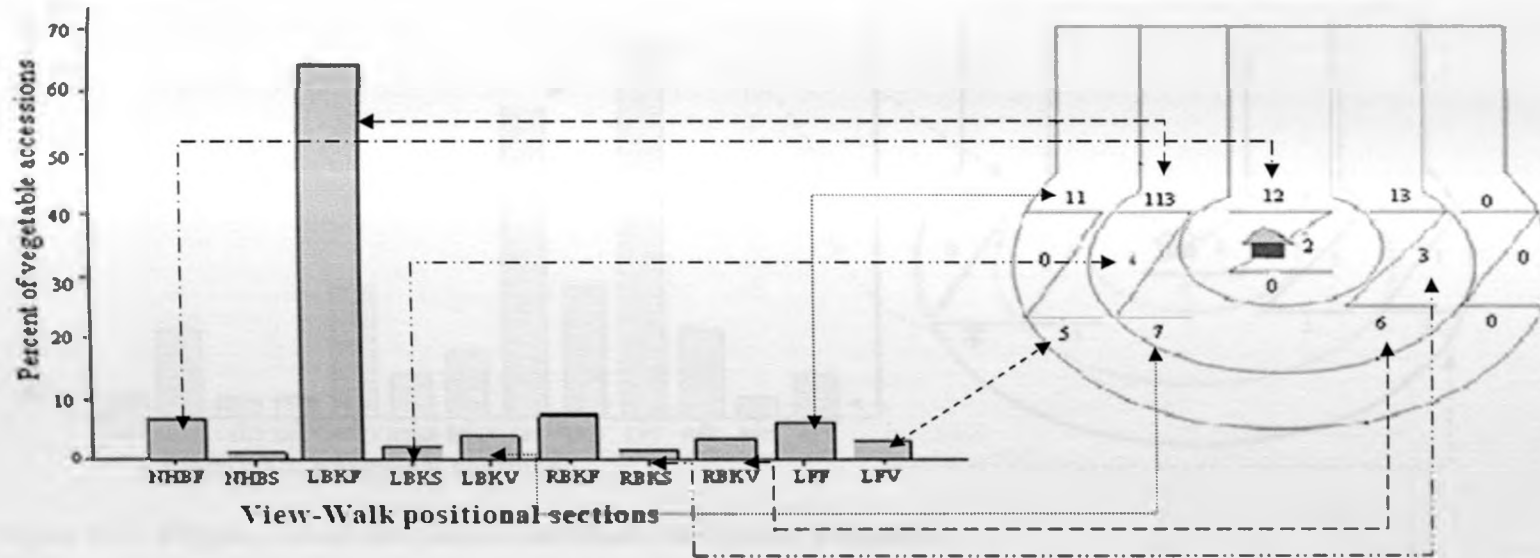 Percent of vegetable accessions
70
60
50
40
30
20
10
0
NHBF NHBS LBKF LBKS LBKV RBKF RBKS RBKV LFF LFV
View-Walk positional sections
11 113 12 13 0
0 4 2 3 0
0
5 7 6 0